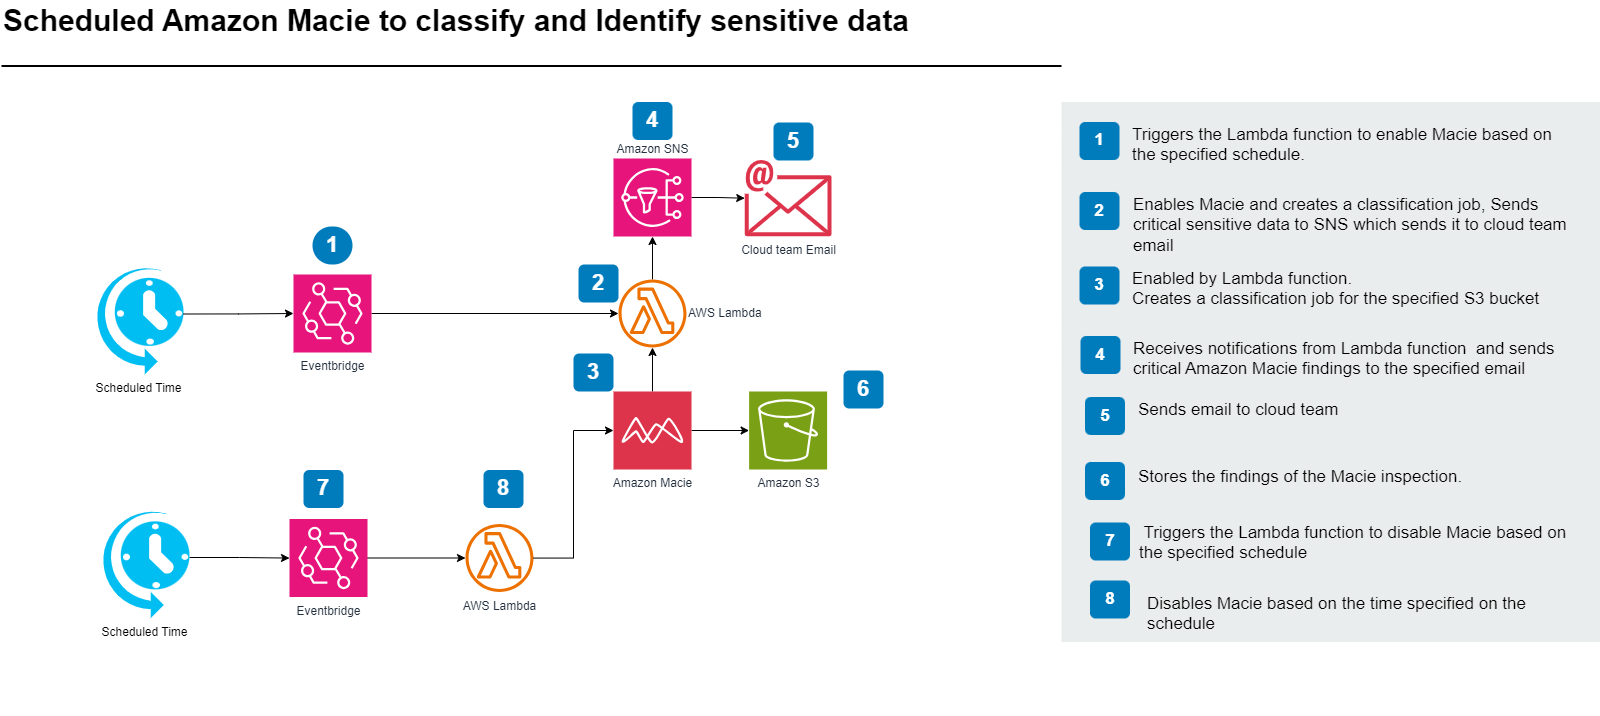 Scheduled Amazon Macie to classify and Identify sensitive data
4
Amazon SNS
5
Cloud team Email
1
Eventbridge
Scheduled Time
2
AWS Lambda
3
Amazon Macie
6
Amazon S3
7
Eventbridge
8
AWS Lambda
Scheduled Time
1
Triggers the Lambda function to enable Macie based on
the specified schedule.
2
Enables Macie and creates a classification job, Sends
critical sensitive data to SNS which sends it to cloud team
email
3
Enabled by Lambda function.
Creates a classification job for the specified S3 bucket
4
Receives notifications from Lambda function and sends
critical Amazon Macie findings to the specified email
5
Sends email to cloud team
6
Stores the findings of the Macie inspection.
7
Triggers the Lambda function to disable Macie based on
the specified schedule
8
Disables Macie based on the time specified on the
schedule